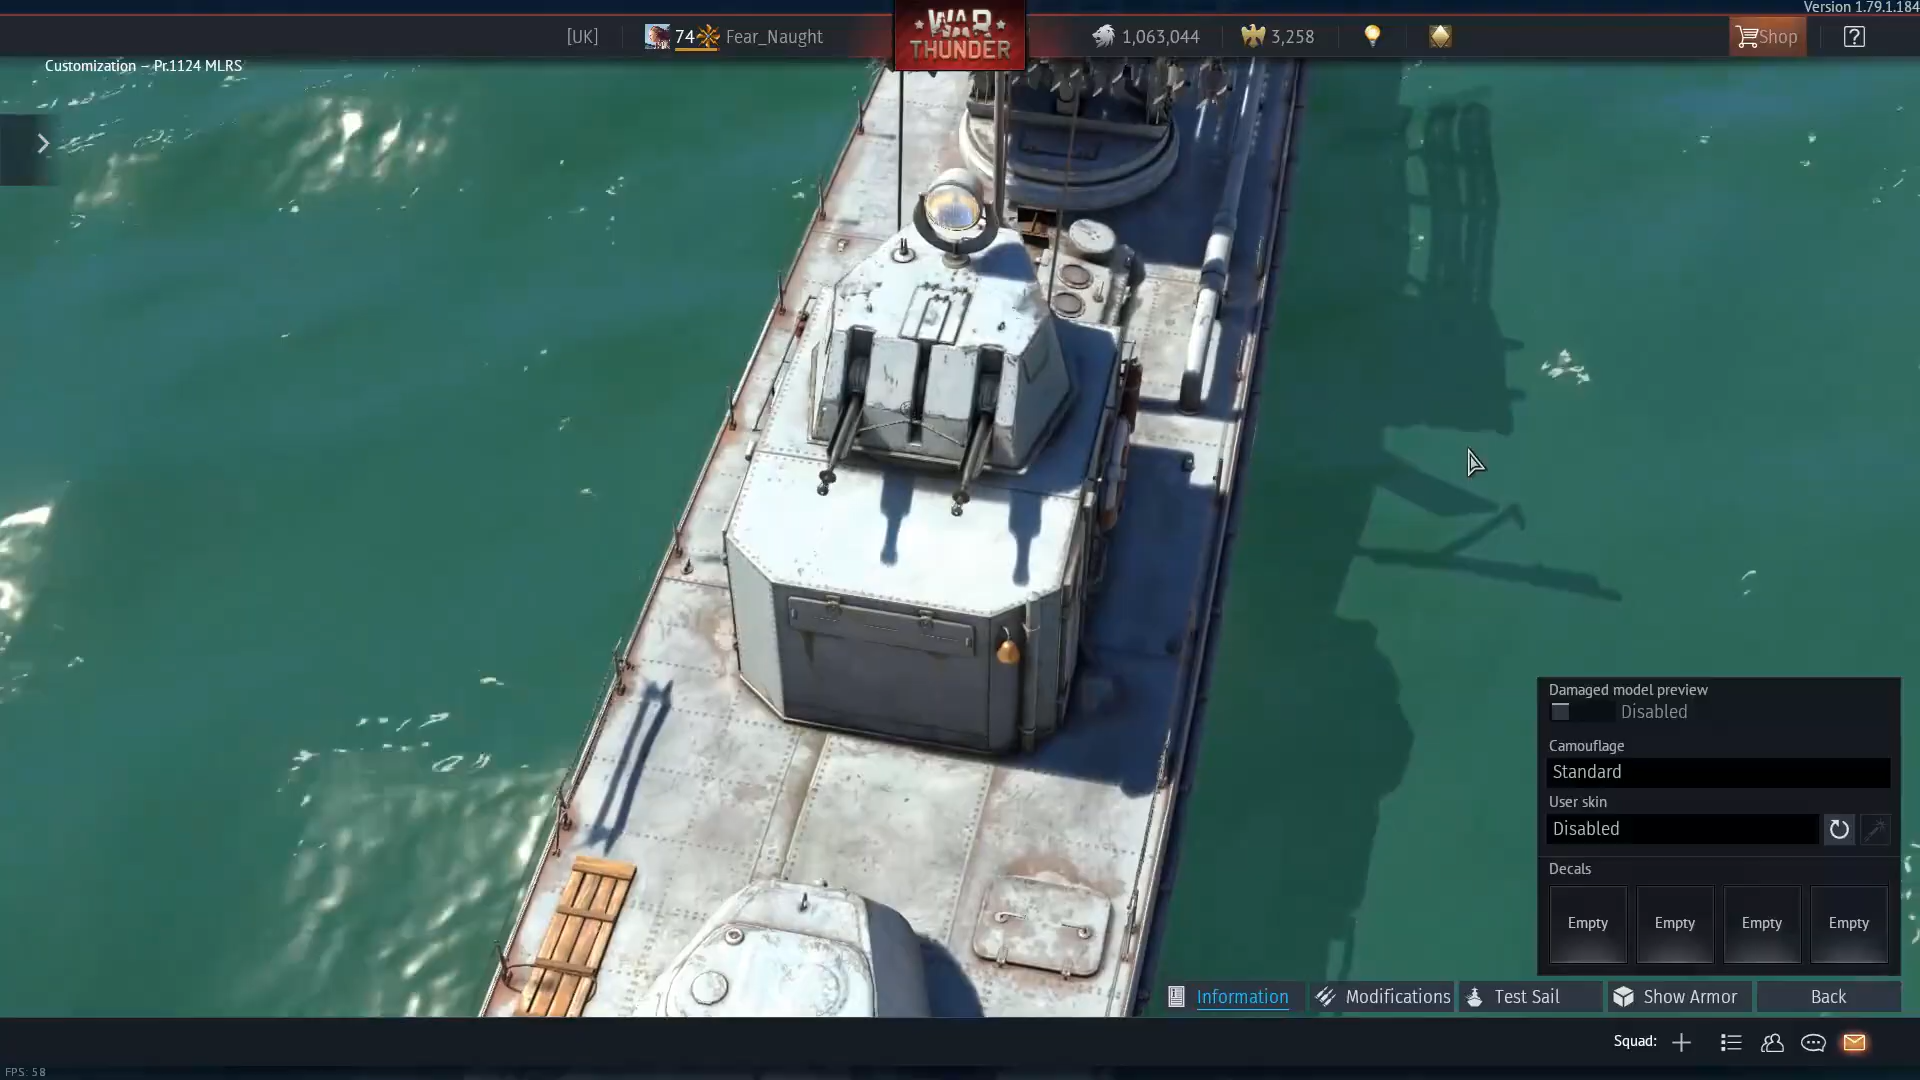 Version 1.79.1.184
[UK]
74 Fear_Naught
WAR THUNDER
1,063,044
3,258
Shop
?
Customization – Pr.1124 MLRS
Damaged model preview
Disabled
Camouflage
Standard
User skin
Disabled
Decals
Empty Empty Empty Empty
Information Modifications Test Sail Show Armor Back
Squad:
FPS: 58